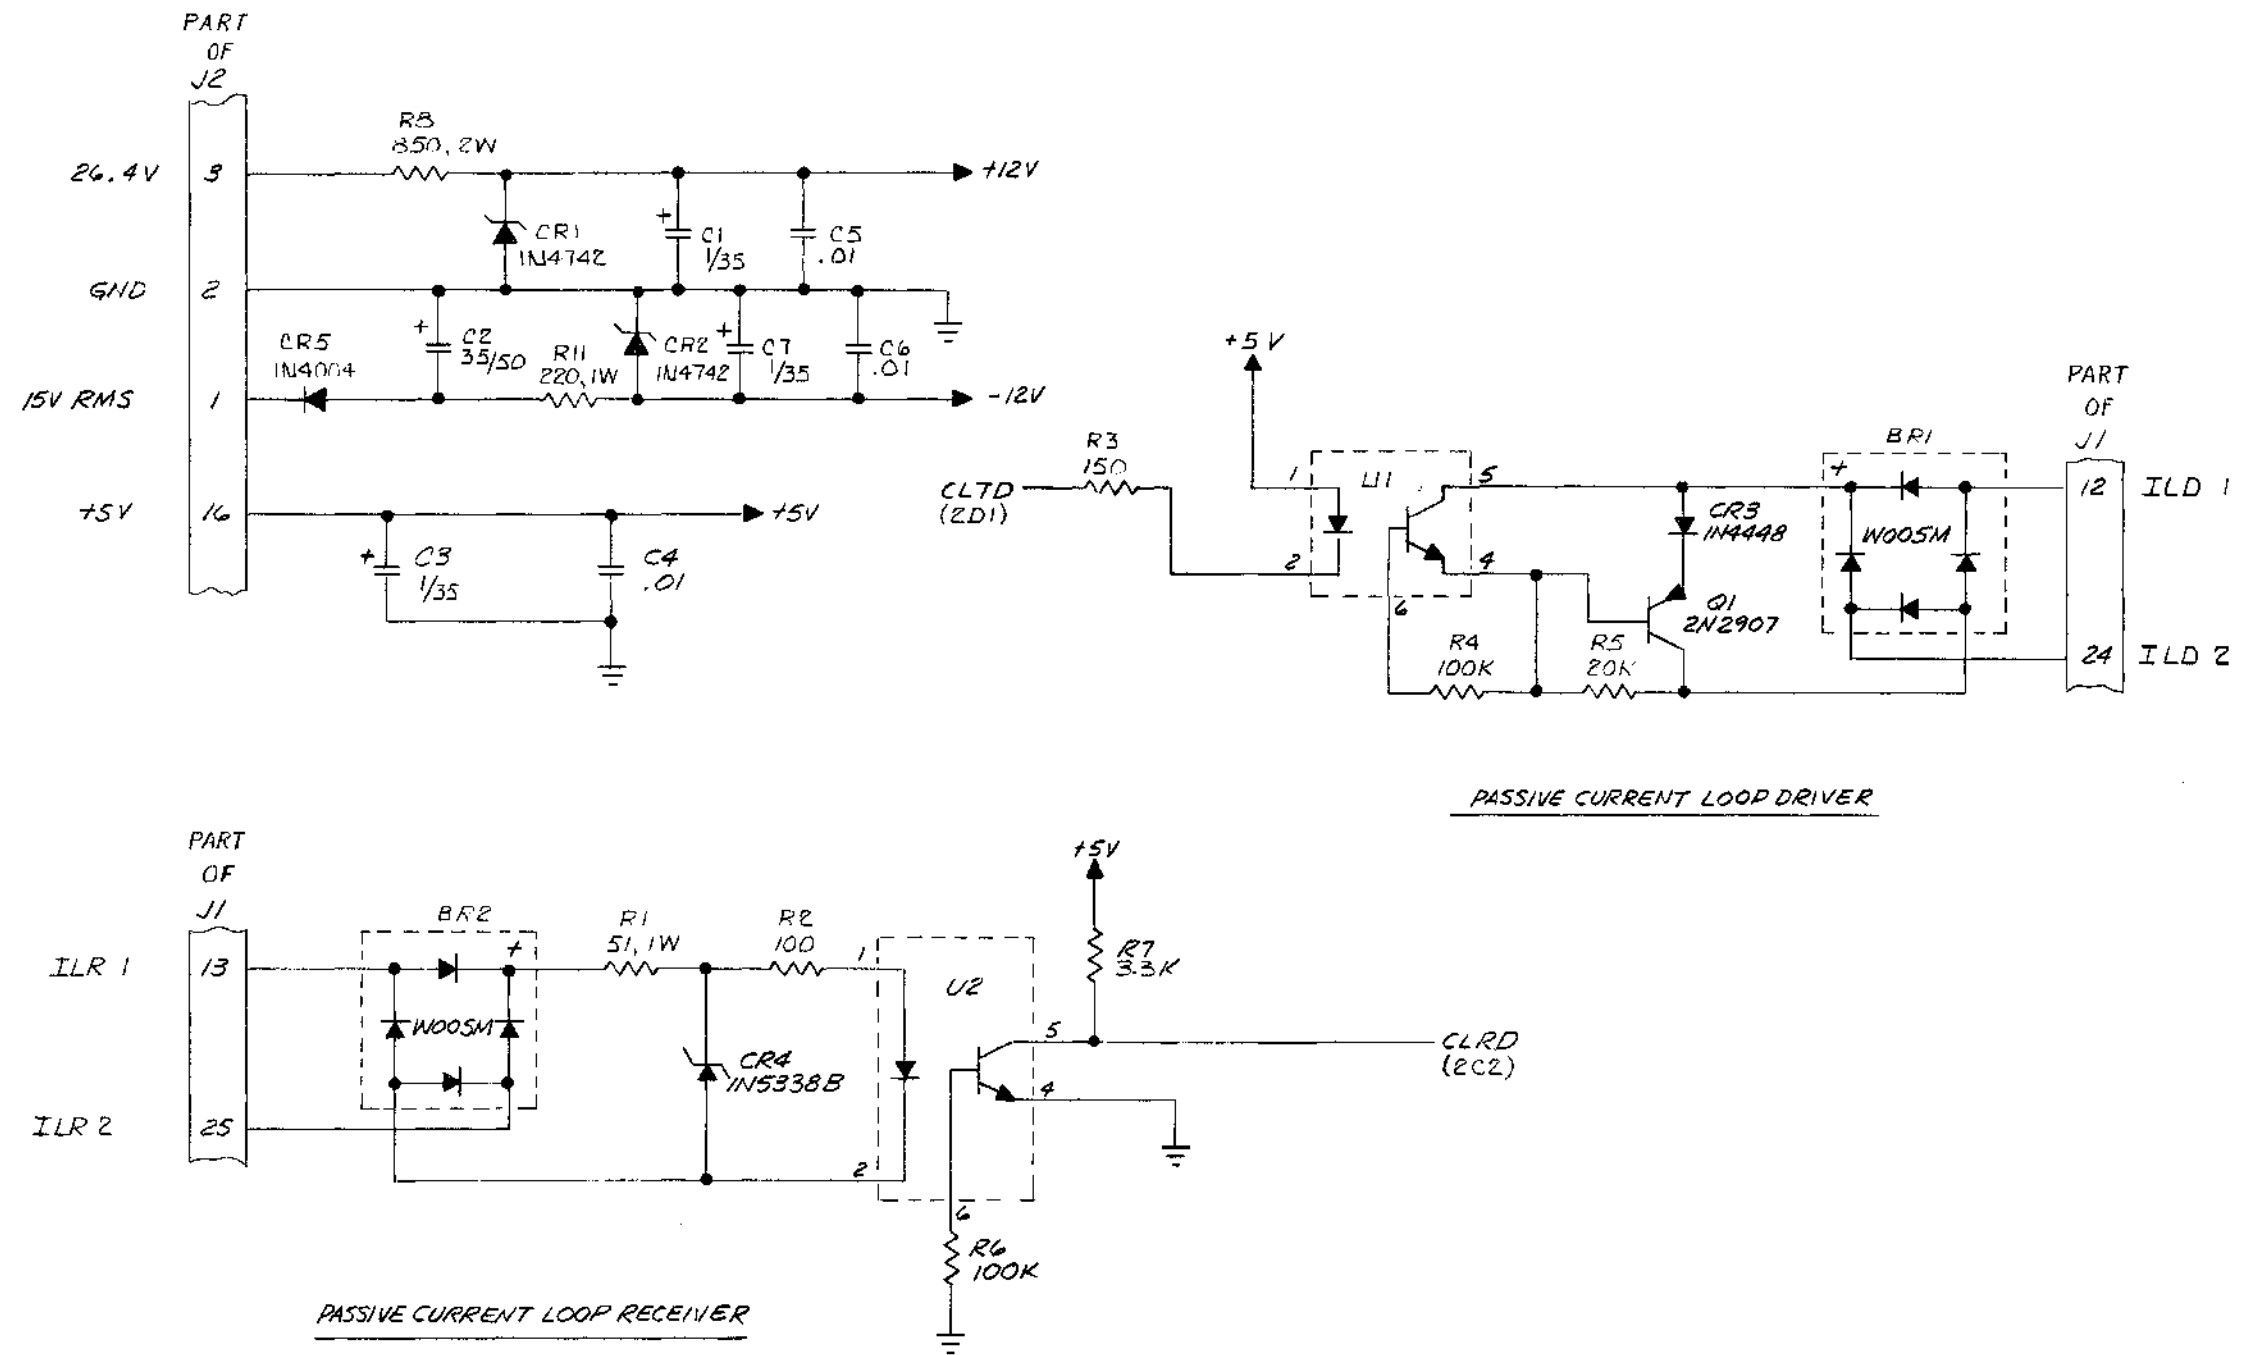 PART
OF
J2
R8
850, 2W
26.4V
3
+12V
+
CR1
1N4742
C1
1/35
C5
.01
GND
2
CR5
1N4004
+
C2
35/50
R11
220, 1W
CR2
1N4742
+
C7
1/35
C6
.01
15V RMS
1
-12V
+5V
16
+5V
+
C3
1/35
C4
.01
+5V
R3
150
CLTD
(2D1)
1
2
U1
5
4
6
CR3
1N4448
Q1
2N2907
R4
100K
R5
20K
BR1
+
W005M
PART
OF
J1
12
ILD 1
24
ILD 2
PASSIVE CURRENT LOOP DRIVER
PART
OF
J1
ILR 1
13
ILR 2
25
BR2
+
W005M
R1
51, 1W
R2
100
CR4
1N5338B
1
2
U2
5
4
6
+5V
R7
3.3K
CLRD
(2C2)
R6
100K
PASSIVE CURRENT LOOP RECEIVER